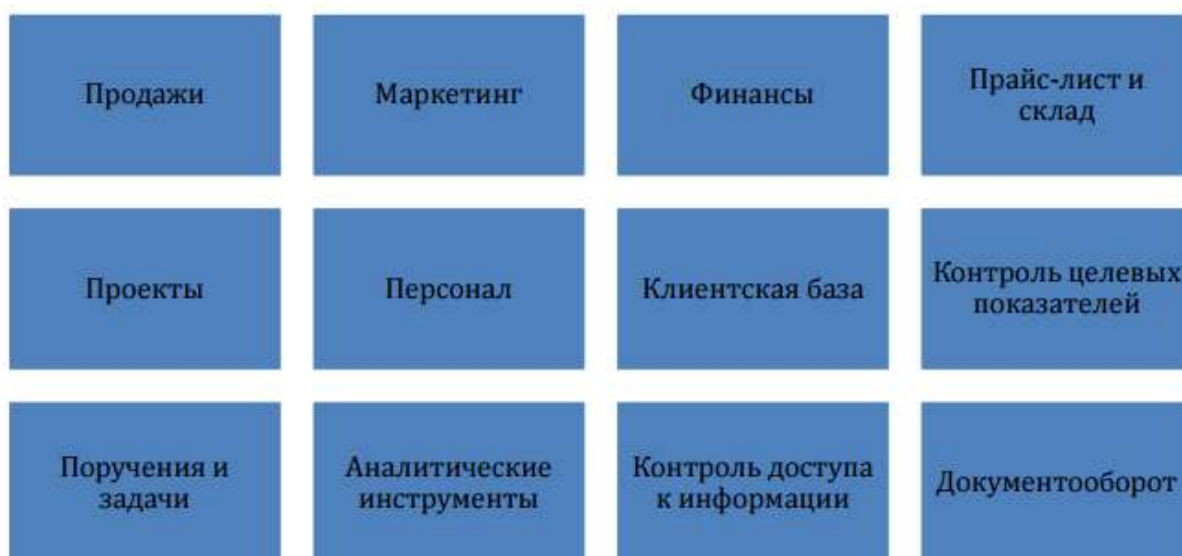 Продажи
Маркетинг
Финансы
Прайс-лист и
склад
Проекты
Персонал
Клиентская база
Контроль целевых
показателей
Поручения и
задачи
Аналитические
инструменты
Контроль доступа
к информации
Документооборот